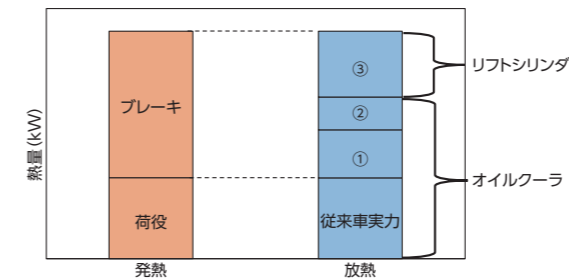 熱量(kW)
ブレーキ
荷役
③
②
①
従来車実力
リフトシリンダ
オイルクーラ
発熱
放熱